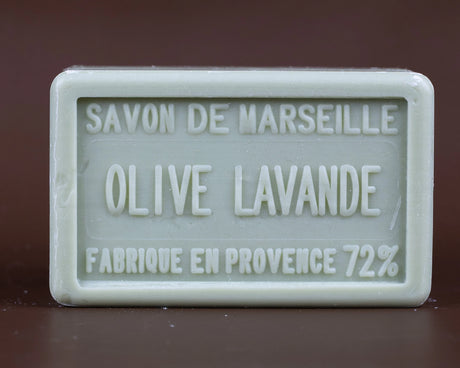 SAVON DE MARSEILLE
OLIVE LAVANDE
FABRIQUE EN PROVENCE 72%